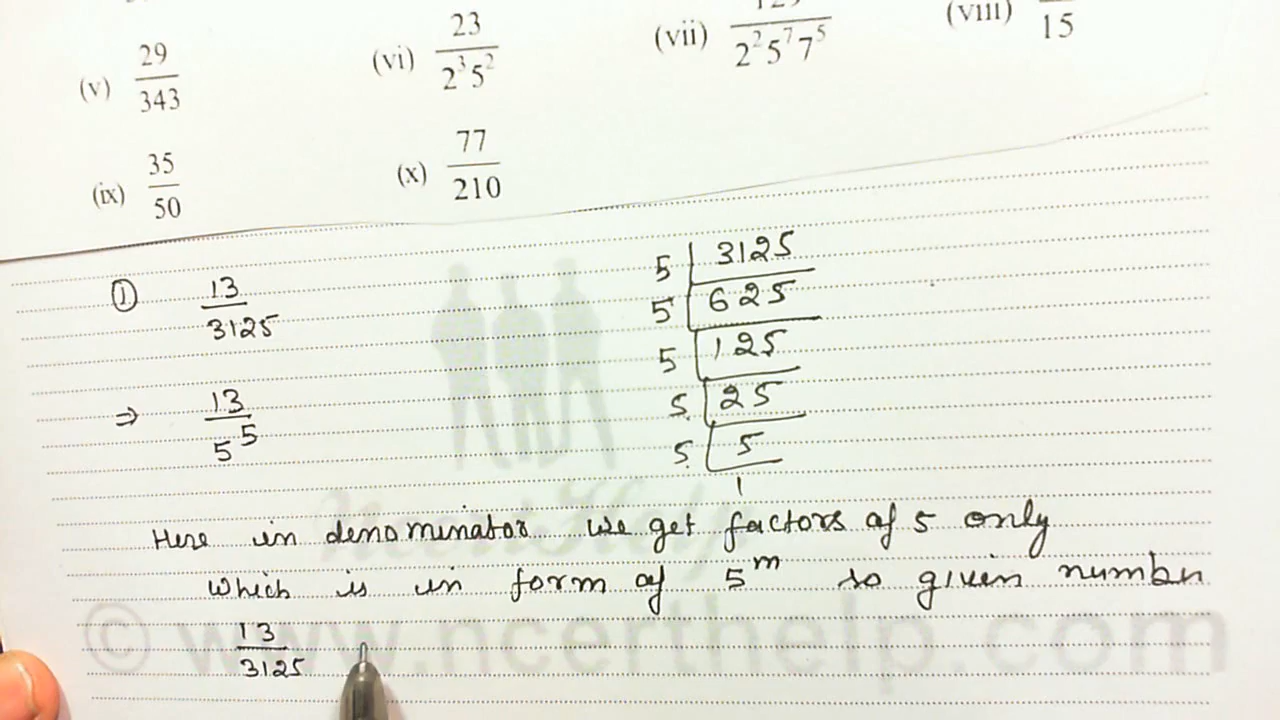 (v) 29/343 (vi) 23/2³5² (vii) /2²5⁷7⁵ (viii) /15
(ix) 35/50 (x) 77/210
① 13/3125
⇒ 13/5⁵
5 | 3125
5 | 625
5 | 125
5 | 25
5 | 5
1
Here in denominator we get factors of 5 only
which is in form of 5ᵐ so given number
13/3125
© www.ncerthelp.com